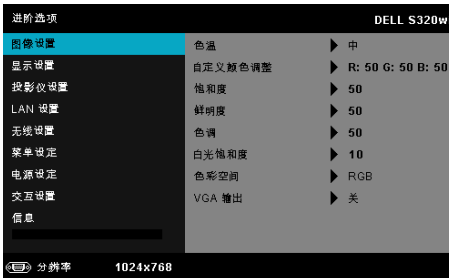 进阶选项 DELL S320w
图像设置
显示设置
投影仪设置
LAN 设置
无线设置
菜单设定
电源设定
交互设置
信息
色温 中
自定义颜色调整 R: 50 G: 50 B: 50
饱和度 50
鲜明度 50
色调 50
白光饱和度 10
色彩空间 RGB
VGA 输出 关
分辨率 1024x768